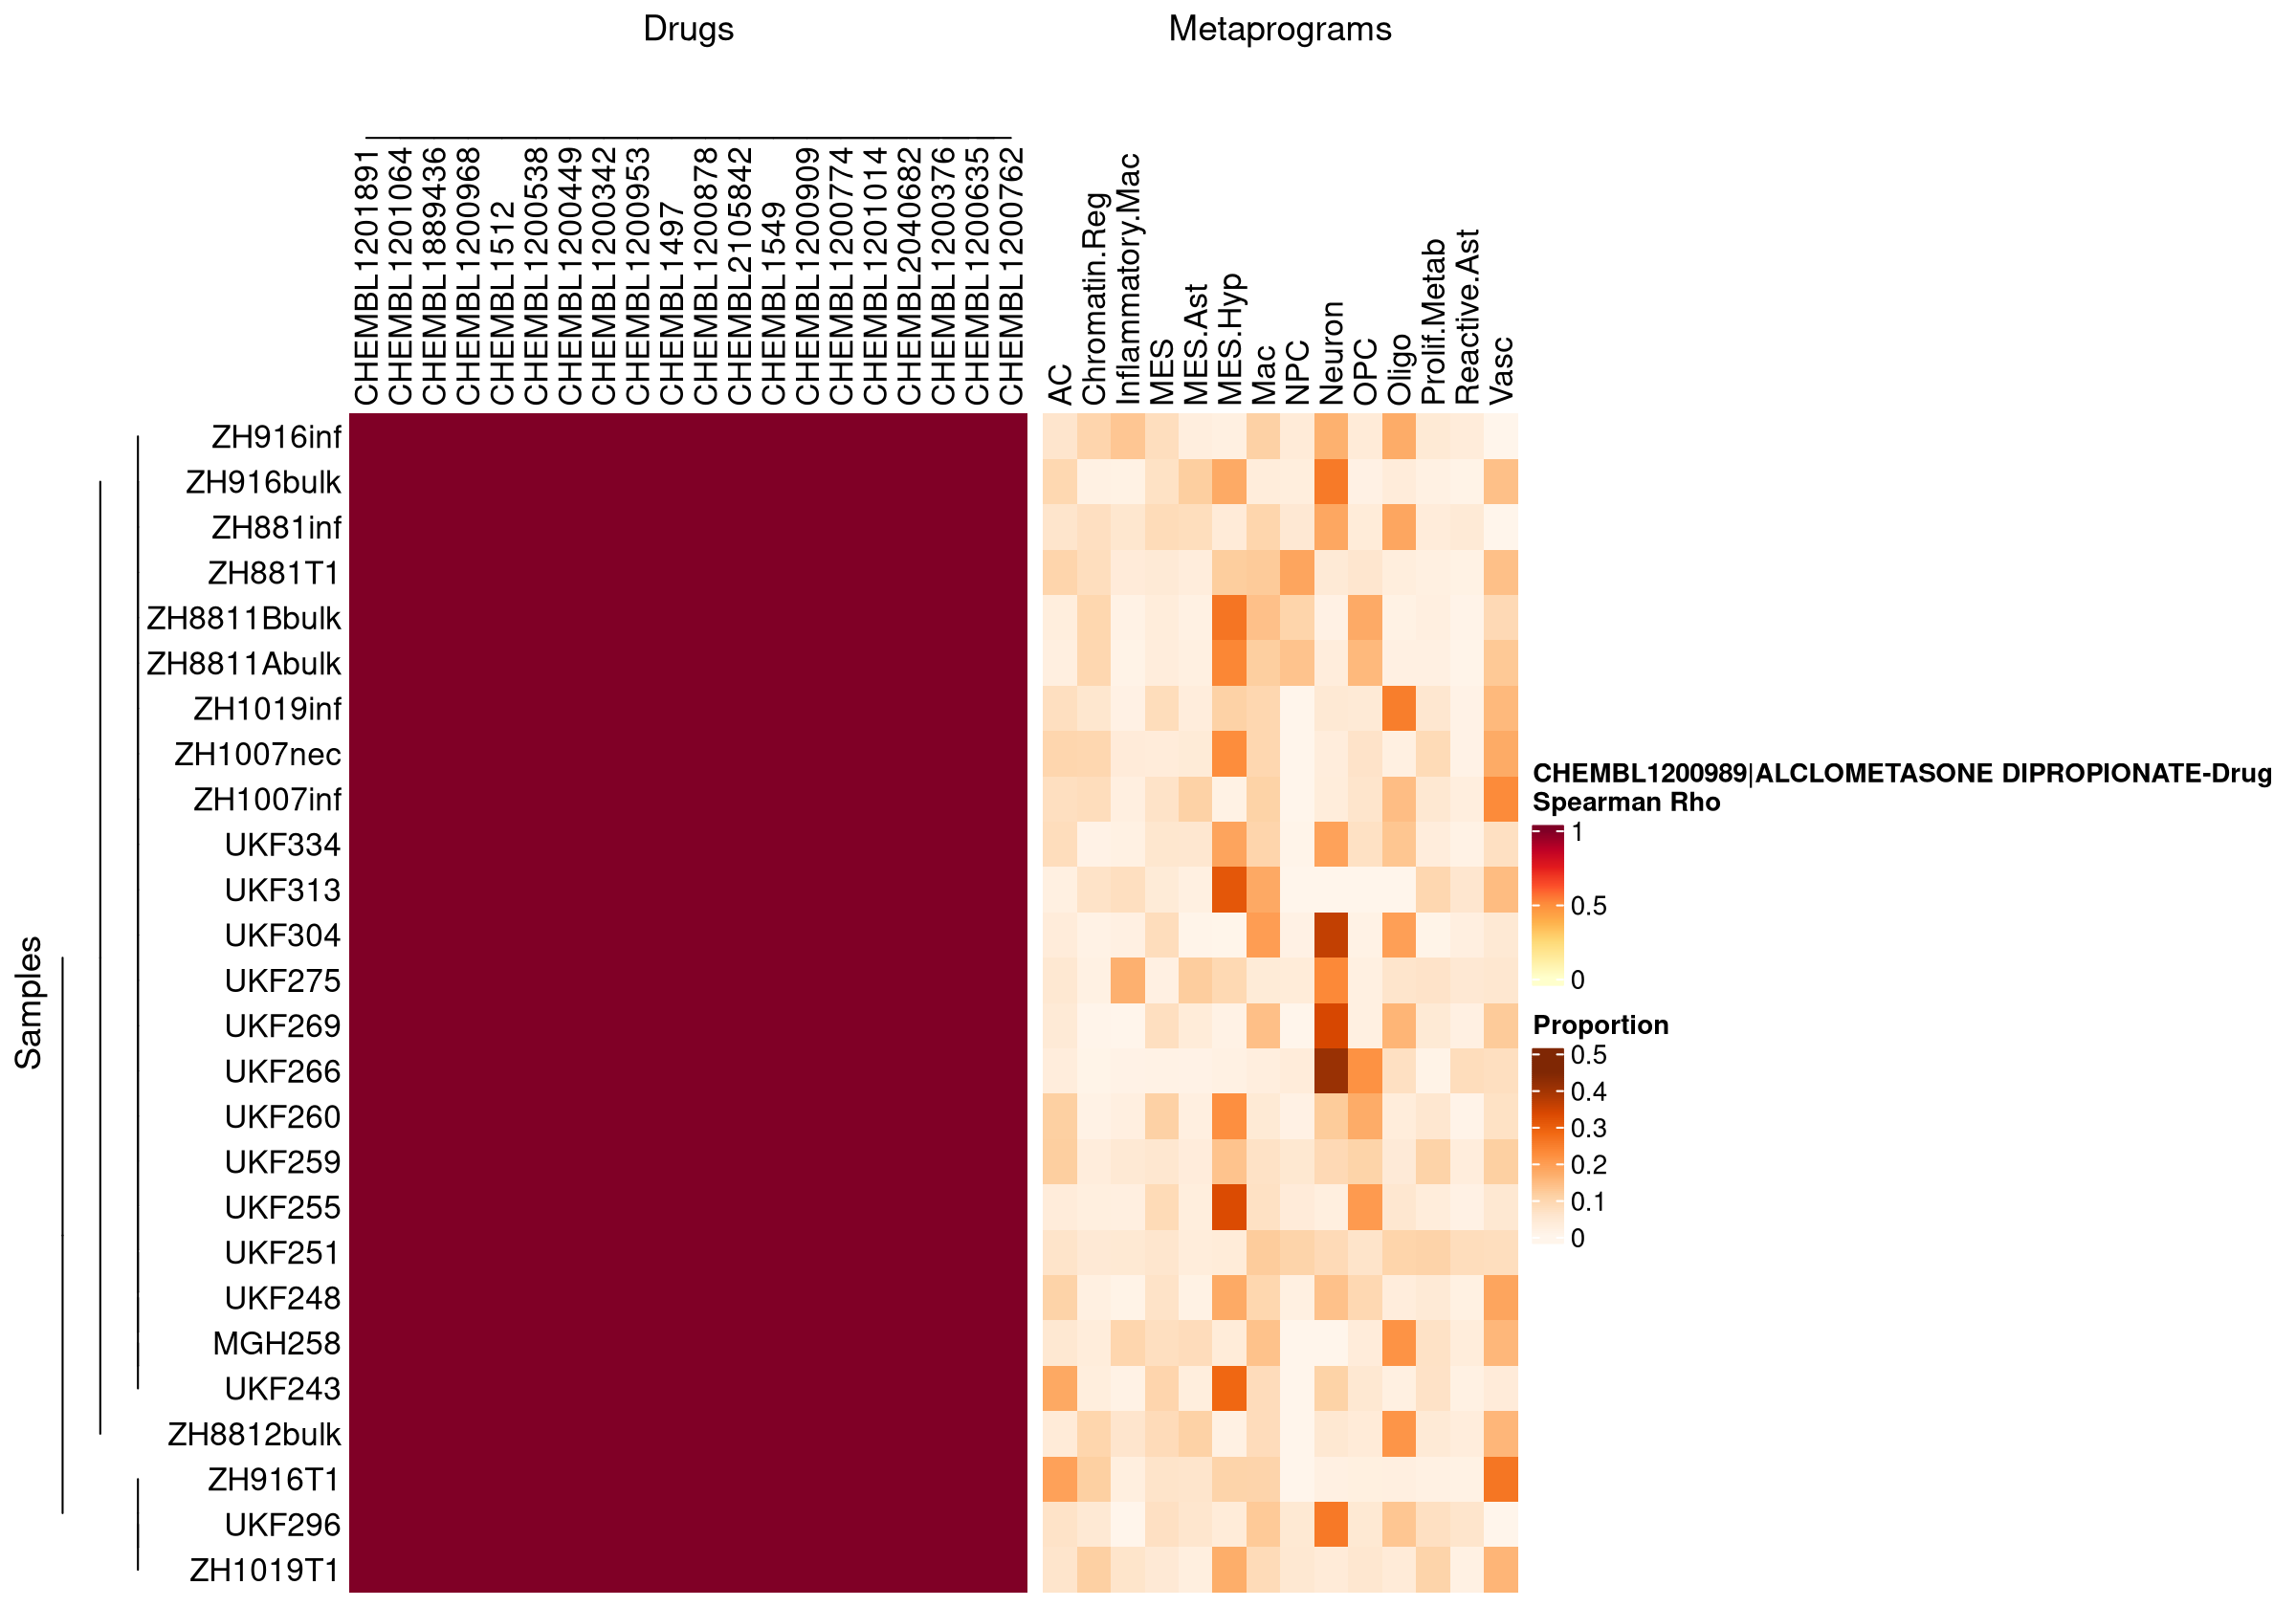 Drugs
Metaprograms
CHEMBL1201891
CHEMBL1201064
CHEMBL1889436
CHEMBL1200968
CHEMBL1512
CHEMBL1200538
CHEMBL1200449
CHEMBL1200342
CHEMBL1200953
CHEMBL1497
CHEMBL1200878
CHEMBL2105842
CHEMBL1549
CHEMBL1200909
CHEMBL1200774
CHEMBL1201014
CHEMBL2040682
CHEMBL1200376
CHEMBL1200635
CHEMBL1200762
AC
Chromatin.Reg
Inflammatory.Mac
MES
MES.Ast
MES.Hyp
Mac
NPC
Neuron
OPC
Oligo
Prolif.Metab
Reactive.Ast
Vasc
Samples
ZH916inf
ZH916bulk
ZH881inf
ZH881T1
ZH8811Bbulk
ZH8811Abulk
ZH1019inf
ZH1007nec
ZH1007inf
UKF334
UKF313
UKF304
UKF275
UKF269
UKF266
UKF260
UKF259
UKF255
UKF251
UKF248
MGH258
UKF243
ZH8812bulk
ZH916T1
UKF296
ZH1019T1
CHEMBL1200989|ALCLOMETASONE DIPROPIONATE-Drug
Spearman Rho
1
0.5
0
Proportion
0.5
0.4
0.3
0.2
0.1
0